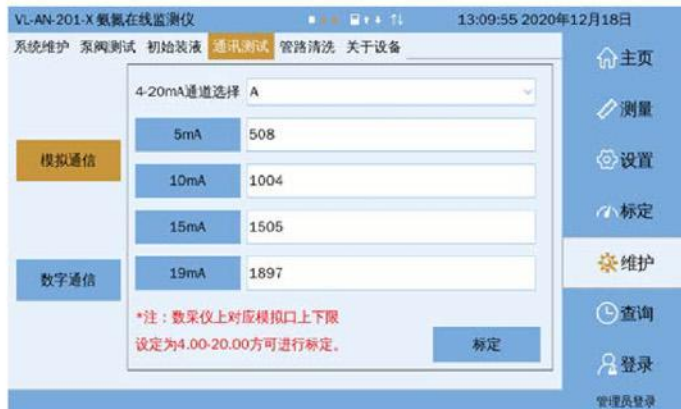 VL-AN-201-X 氨氮在线监测仪 13:09:55 2020年12月18日
系统维护 泵阀测试 初始装液 通讯测试 管路清洗 关于设备
主页
4-20mA通道选择 A
测量
5mA 508
模拟通信
设置
10mA 1004
标定
15mA 1505
维护
数字通信
19mA 1897
*注：数采仪上对应模拟口上下限
查询
设定为4.00-20.00方可进行标定。
标定
登录
管理员登录